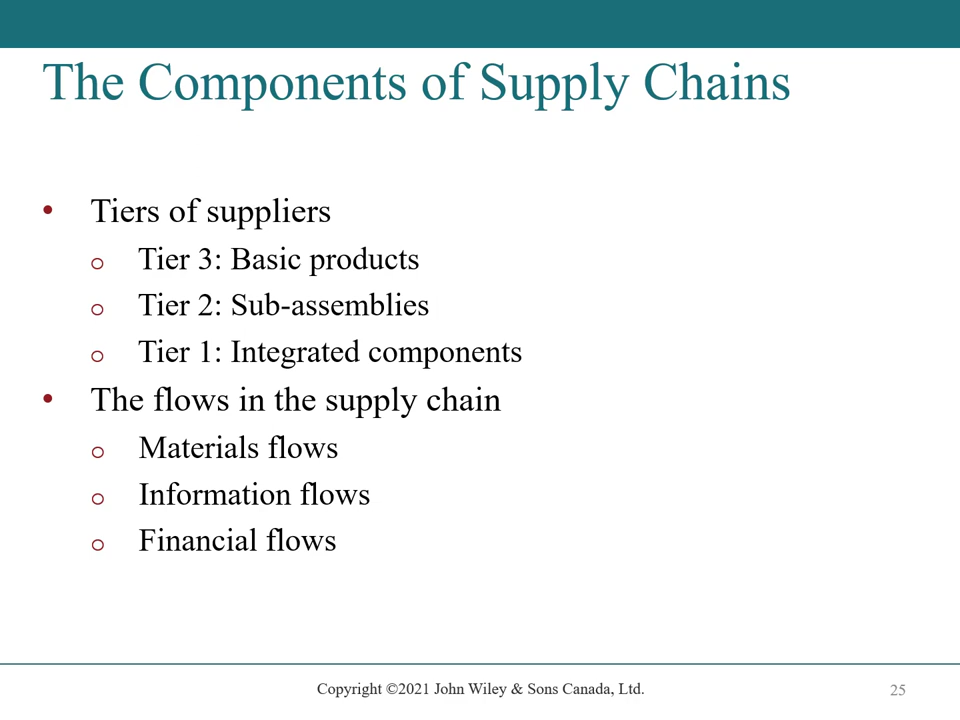 The Components of Supply Chains
• Tiers of suppliers
o Tier 3: Basic products
o Tier 2: Sub-assemblies
o Tier 1: Integrated components
• The flows in the supply chain
o Materials flows
o Information flows
o Financial flows
Copyright ©2021 John Wiley & Sons Canada, Ltd.
25